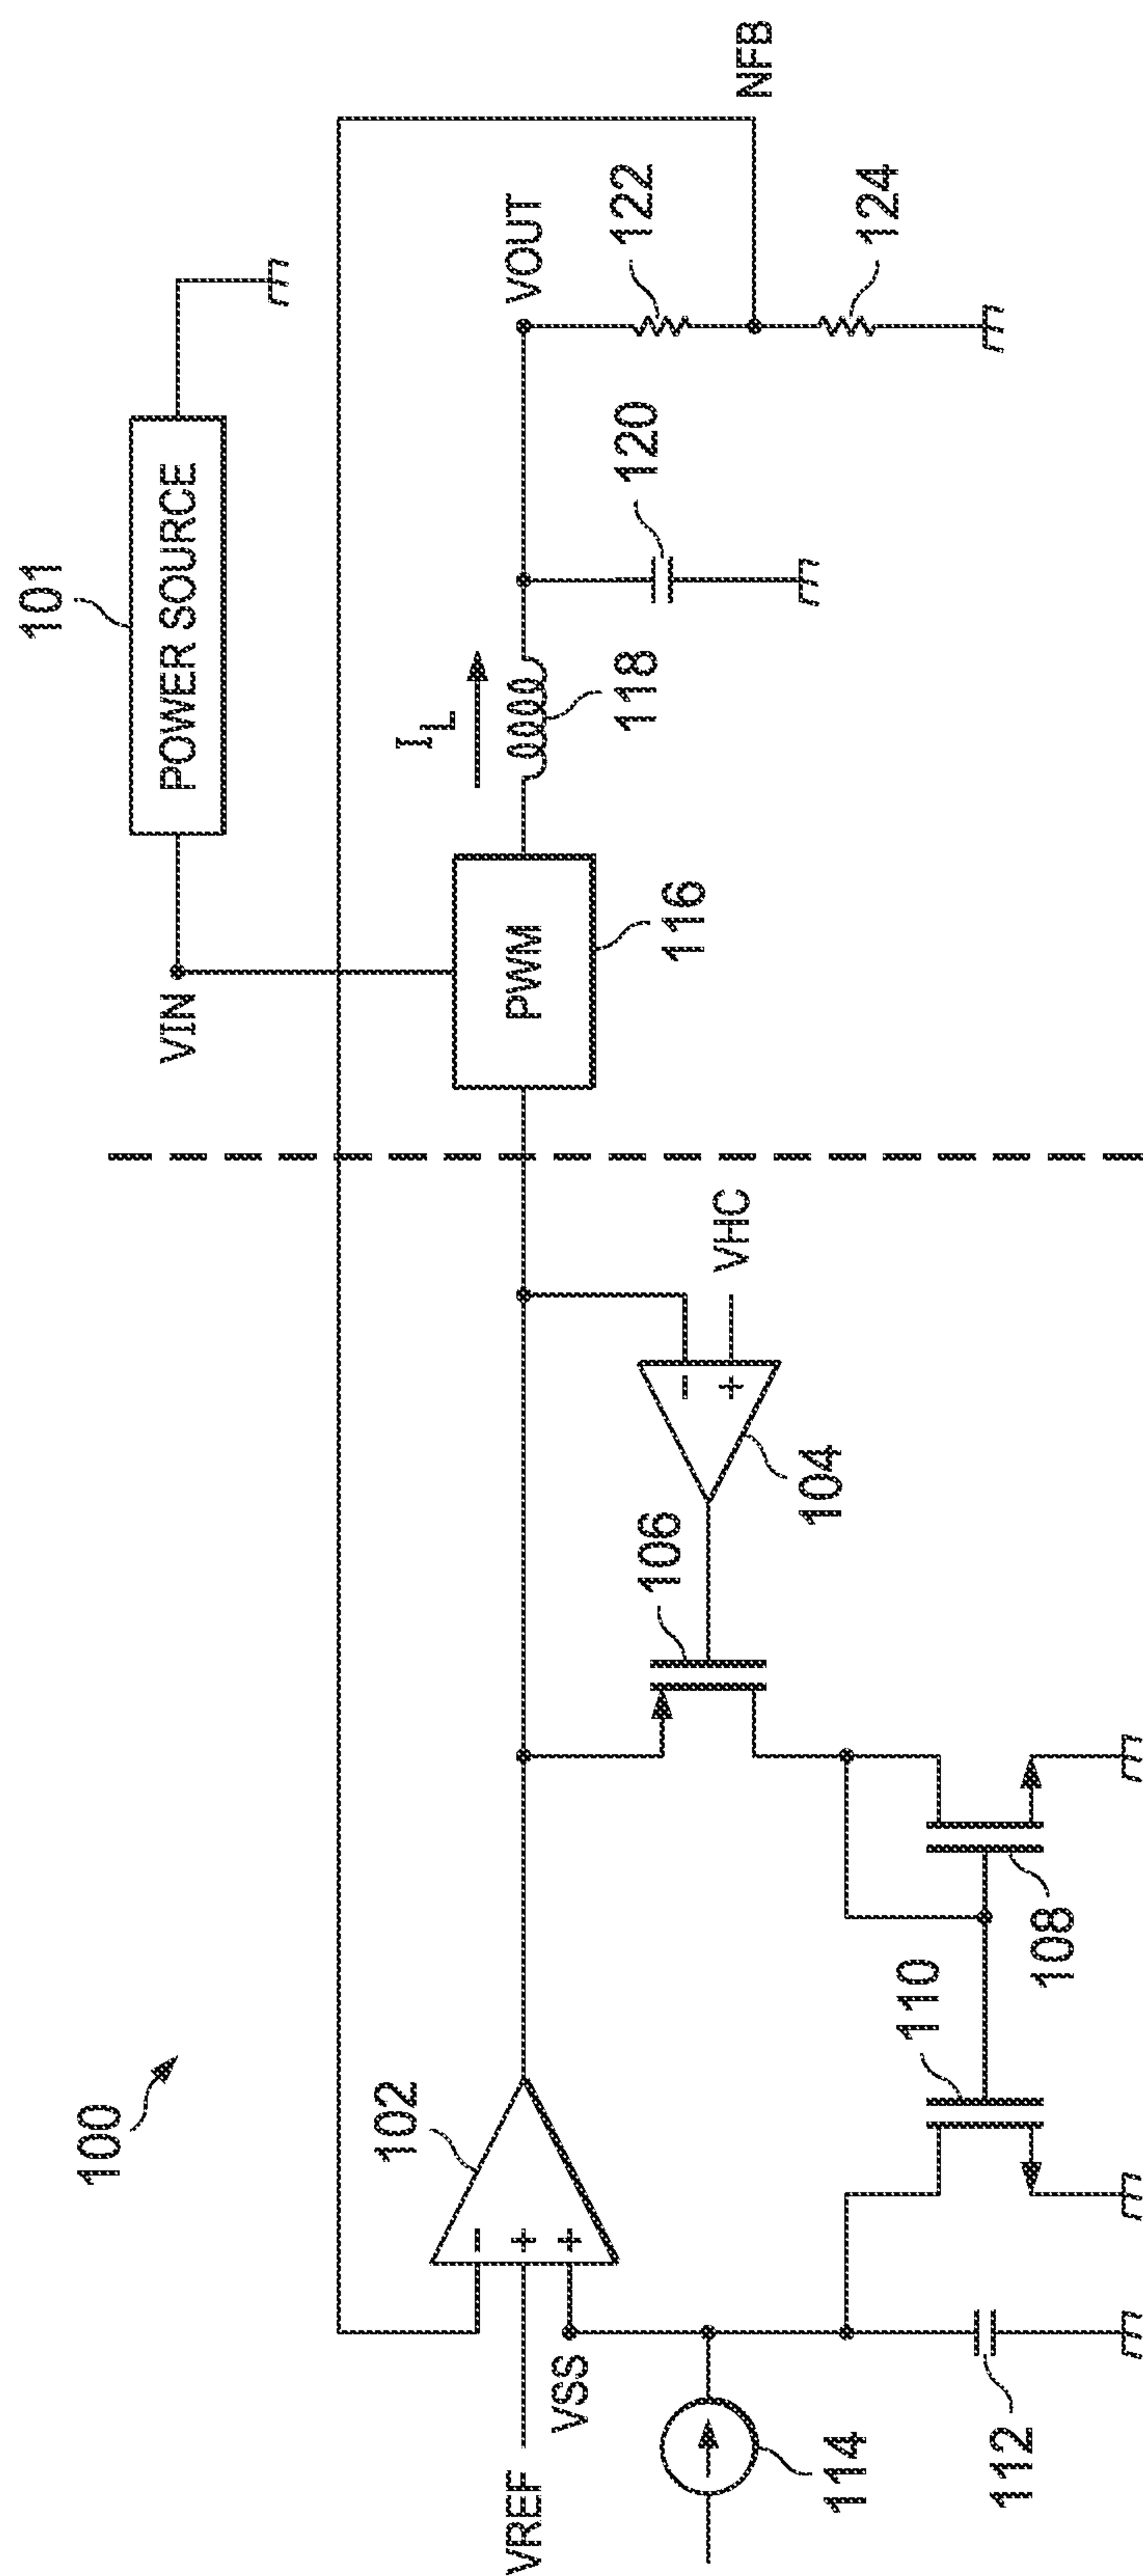 100
101
POWER SOURCE
VIN
NFB
VOUT
I_L
102
-
+
+
VREF
VSS
PWM
116
118
120
122
124
VHC
-
+
104
106
108
110
112
114